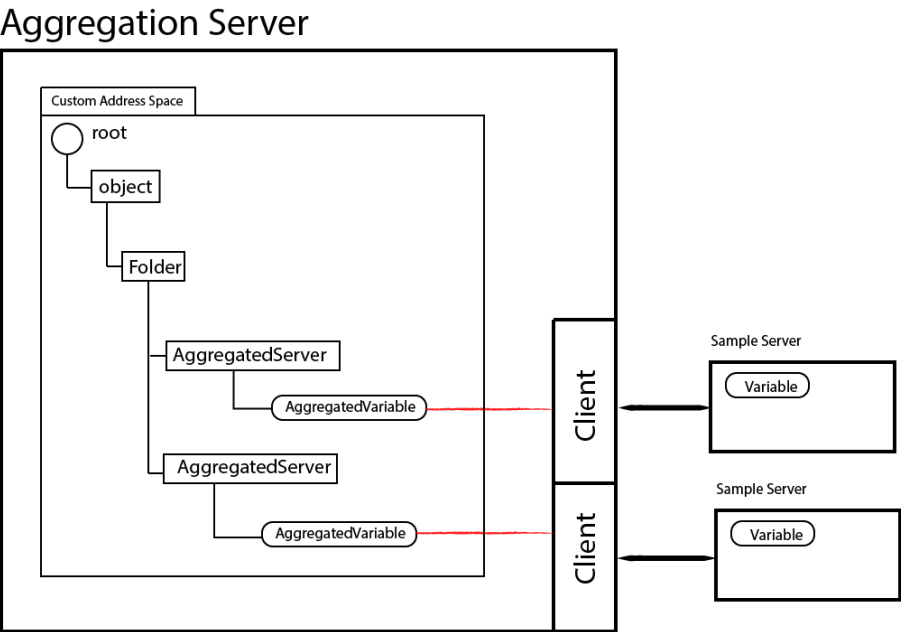 Aggregation Server
Custom Address Space
root
object
Folder
AggregatedServer
AggregatedVariable
AggregatedServer
AggregatedVariable
Client
Client
Sample Server
Variable
Sample Server
Variable